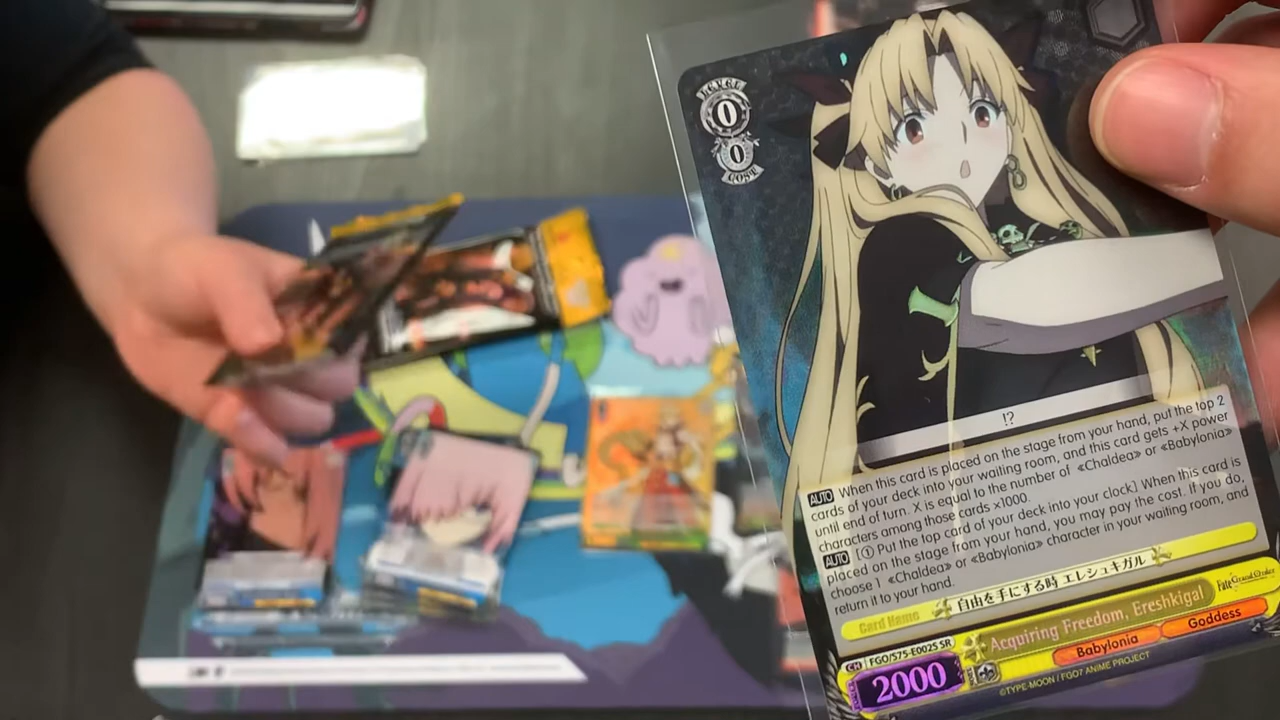 LEVEL
0
0
COST
!?
AUTO When this card is placed on the stage from your hand, put the top 2
cards of your deck into your waiting room, and this card gets +X power
until end of turn. X is equal to the number of «Chaldea» or «Babylonia»
characters among those cards ×1000.
AUTO [(1) Put the top card of your deck into your clock] When this card is
placed on the stage from your hand, you may pay the cost. If you do,
choose 1 «Chaldea» or «Babylonia» character in your waiting room, and
return it to your hand.
Card Name 自由を手にする時 エレシュキガル
Acquiring Freedom, Ereshkigal
Fate/Grand Order
CH FGO/S75-E002S SR
POWER 2000
Babylonia
Goddess
©TYPE-MOON / FGO7 ANIME PROJECT